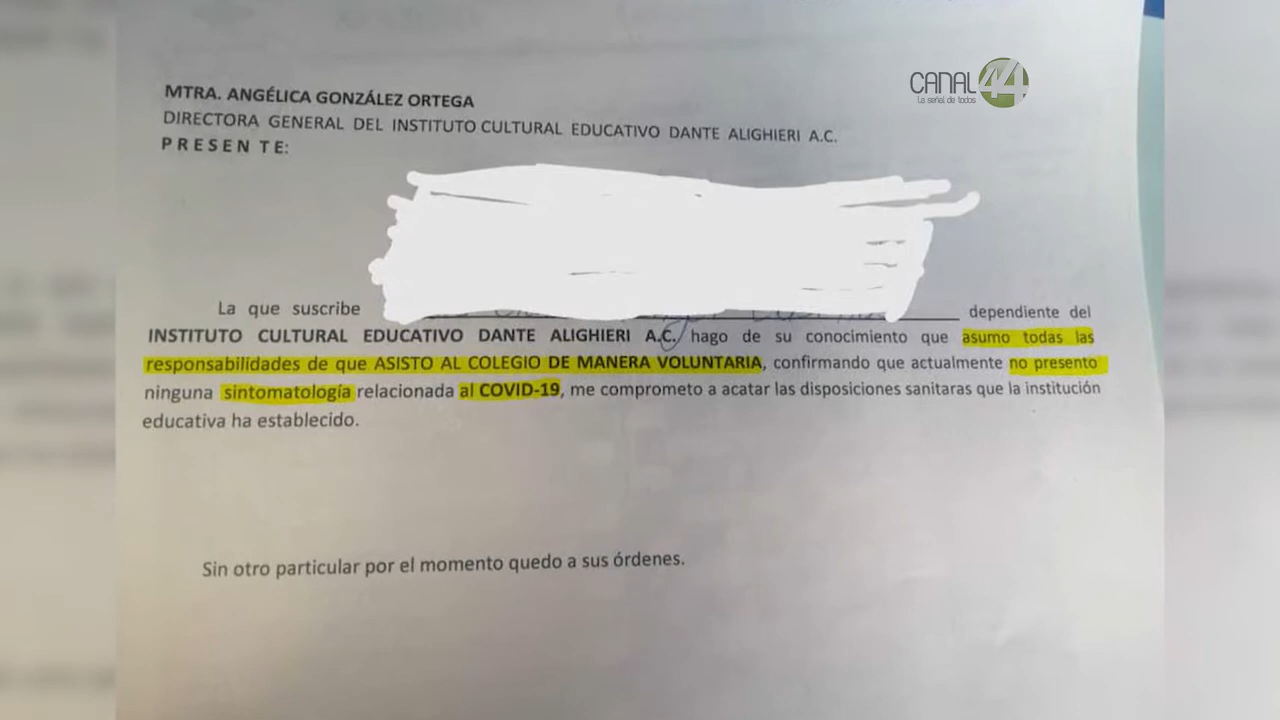 CANAL 44
La señal de todos
MTRA. ANGÉLICA GONZÁLEZ ORTEGA
DIRECTORA GENERAL DEL INSTITUTO CULTURAL EDUCATIVO DANTE ALIGHIERI A.C.
P R E S E N T E:
La que suscribe dependiente del
INSTITUTO CULTURAL EDUCATIVO DANTE ALIGHIERI A.C. hago de su conocimiento que asumo todas las
responsabilidades de que ASISTO AL COLEGIO DE MANERA VOLUNTARIA, confirmando que actualmente no presento
ninguna sintomatología relacionada al COVID-19, me comprometo a acatar las disposiciones sanitaras que la institución
educativa ha establecido.
Sin otro particular por el momento quedo a sus órdenes.